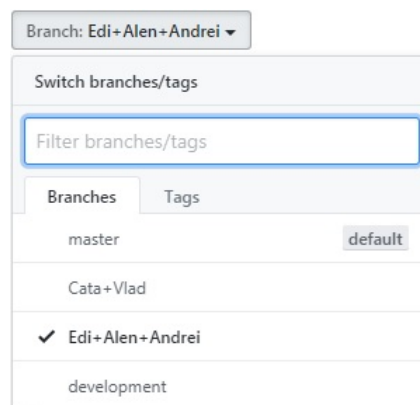 Branch: Edi+Alen+Andrei
Switch branches/tags
Filter branches/tags
Branches Tags
master default
Cata+Vlad
Edi+Alen+Andrei
development